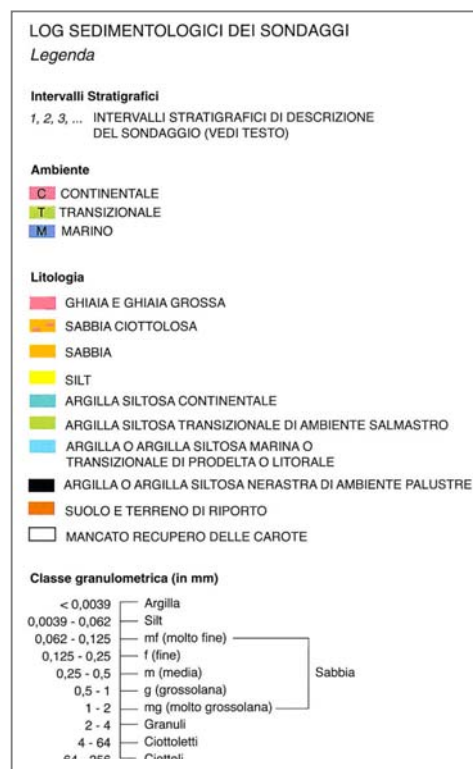 LOG SEDIMENTOLOGICI DEI SONDAGGI
Legenda
Intervalli Stratigrafici
1, 2, 3, ... INTERVALLI STRATIGRAFICI DI DESCRIZIONE
DEL SONDAGGIO (VEDI TESTO)
Ambiente
C CONTINENTALE
T TRANSIZIONALE
M MARINO
Litologia
GHIAIA E GHIAIA GROSSA
SABBIA CIOTTOLOSA
SABBIA
SILT
ARGILLA SILTOSA CONTINENTALE
ARGILLA SILTOSA TRANSIZIONALE DI AMBIENTE SALMASTRO
ARGILLA O ARGILLA SILTOSA MARINA O
TRANSIZIONALE DI PRODELTA O LITORALE
ARGILLA O ARGILLA SILTOSA NERASTRA DI AMBIENTE PALUSTRE
SUOLO E TERRENO DI RIPORTO
MANCATO RECUPERO DELLE CAROTE
Classe granulometrica (in mm)
< 0,0039 Argilla
0,0039 - 0,062 Silt
0,062 - 0,125 mf (molto fine)
0,125 - 0,25 f (fine)
0,25 - 0,5 m (media) Sabbia
0,5 - 1 g (grossolana)
1 - 2 mg (molto grossolana)
2 - 4 Granuli
4 - 64 Ciottoletti
64 - 256 Ciottoli